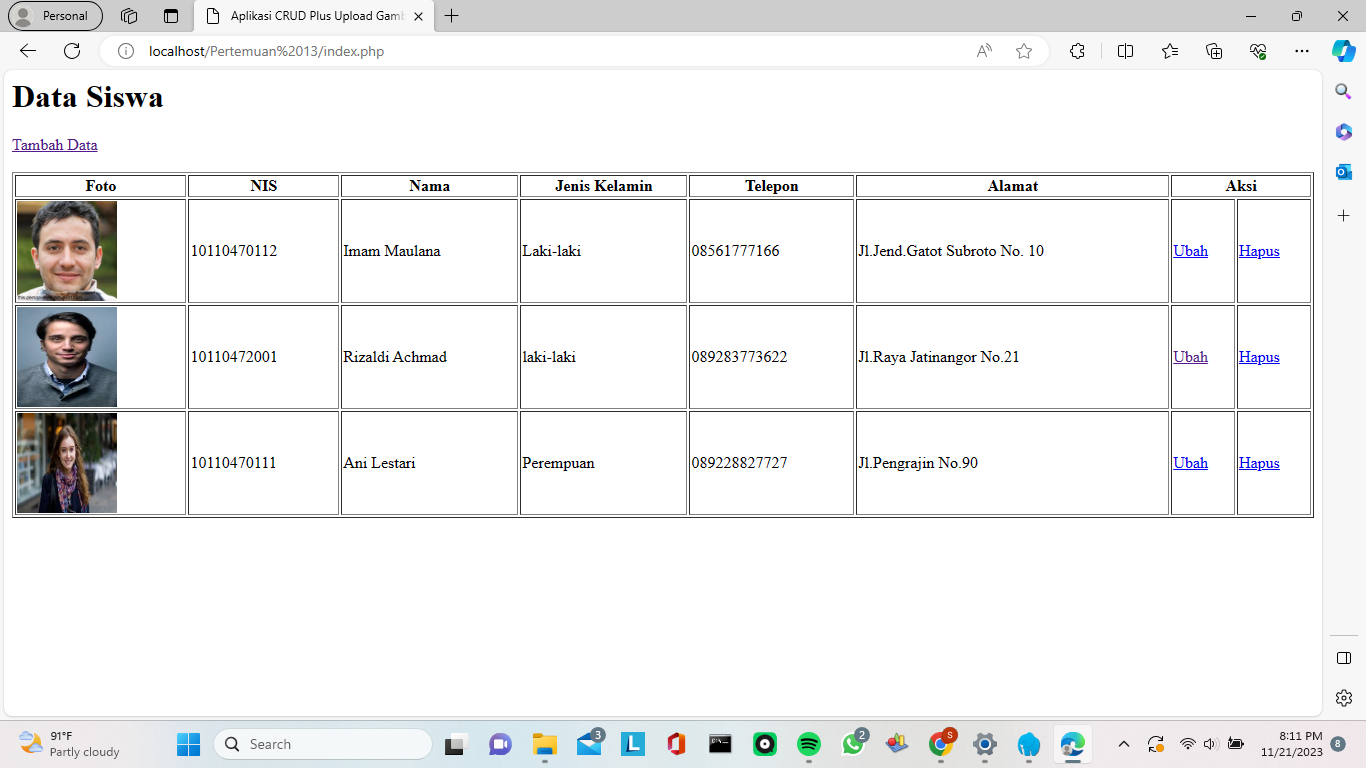 Personal
Aplikasi CRUD Plus Upload Gamb
localhost/Pertemuan%2013/index.php
Data Siswa
Tambah Data
Foto NIS Nama Jenis Kelamin Telepon Alamat Aksi
10110470112 Imam Maulana Laki-laki 08561777166 Jl.Jend.Gatot Subroto No. 10 Ubah Hapus
10110472001 Rizaldi Achmad laki-laki 089283773622 Jl.Raya Jatinangor No.21 Ubah Hapus
10110470111 Ani Lestari Perempuan 089228827727 Jl.Pengrajin No.90 Ubah Hapus
91°F
Partly cloudy
Search
3
L
2
S
8:11 PM
11/21/2023
8